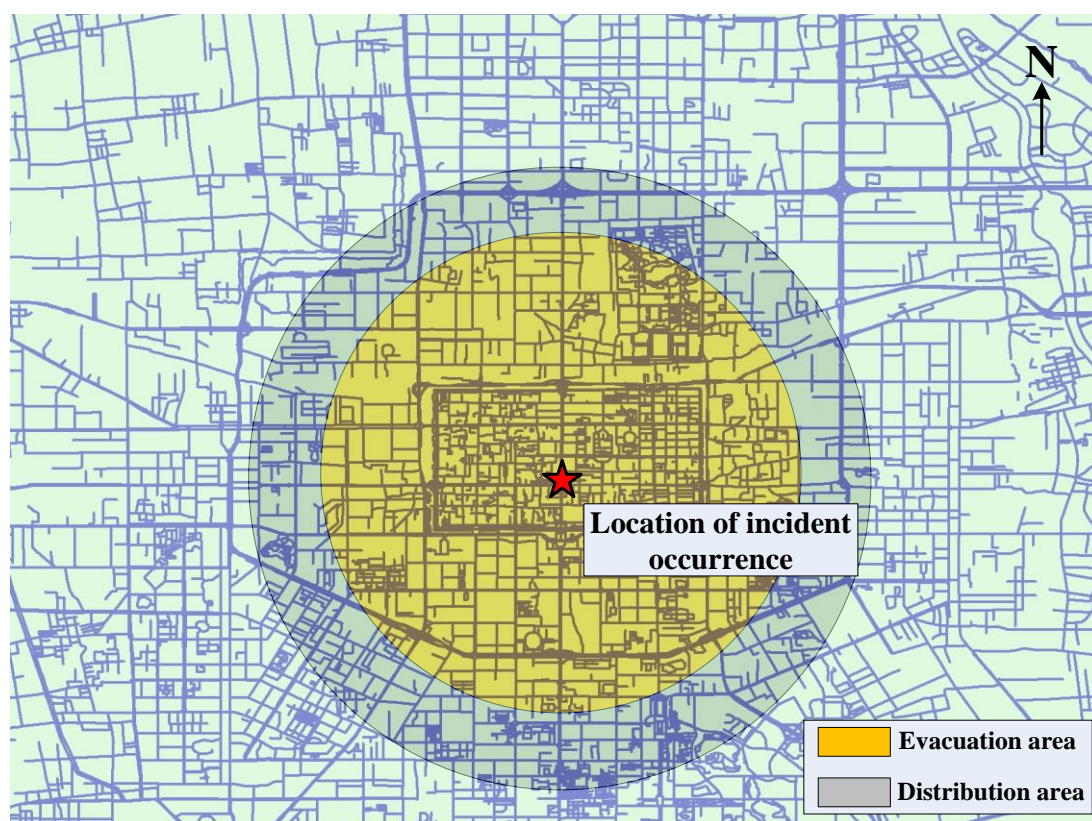 N
Location of incident
occurrence
Evacuation area
Distribution area